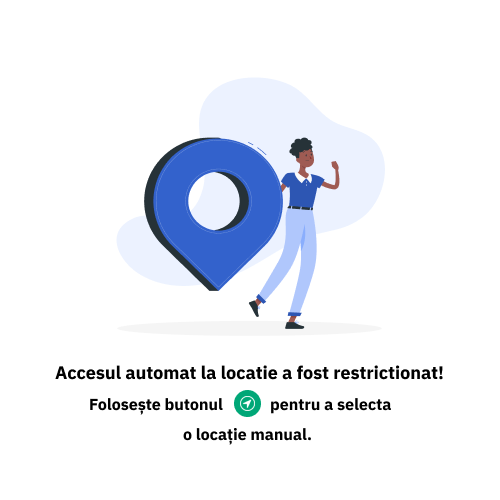 Accesul automat la locatie a fost restrictionat!
Folosește butonul pentru a selecta
o locație manual.